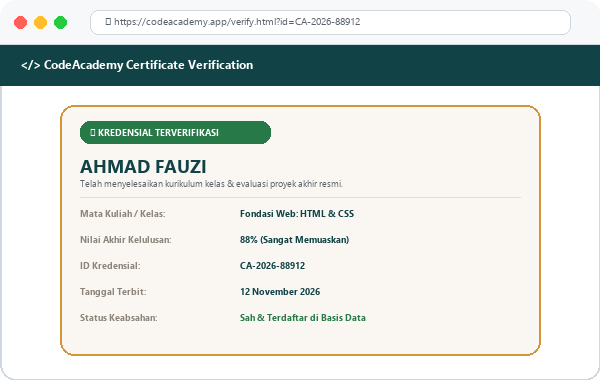 https://codeacademy.app/verify.html?id=CA-2026-88912
</> CodeAcademy Certificate Verification
KREDENSIAL TERVERIFIKASI
AHMAD FAUZI
Telah menyelesaikan kurikulum kelas & evaluasi proyek akhir resmi.
Mata Kuliah / Kelas: Fondasi Web: HTML & CSS
Nilai Akhir Kelulusan: 88% (Sangat Memuaskan)
ID Kredensial: CA-2026-88912
Tanggal Terbit: 12 November 2026
Status Keabsahan: Sah & Terdaftar di Basis Data